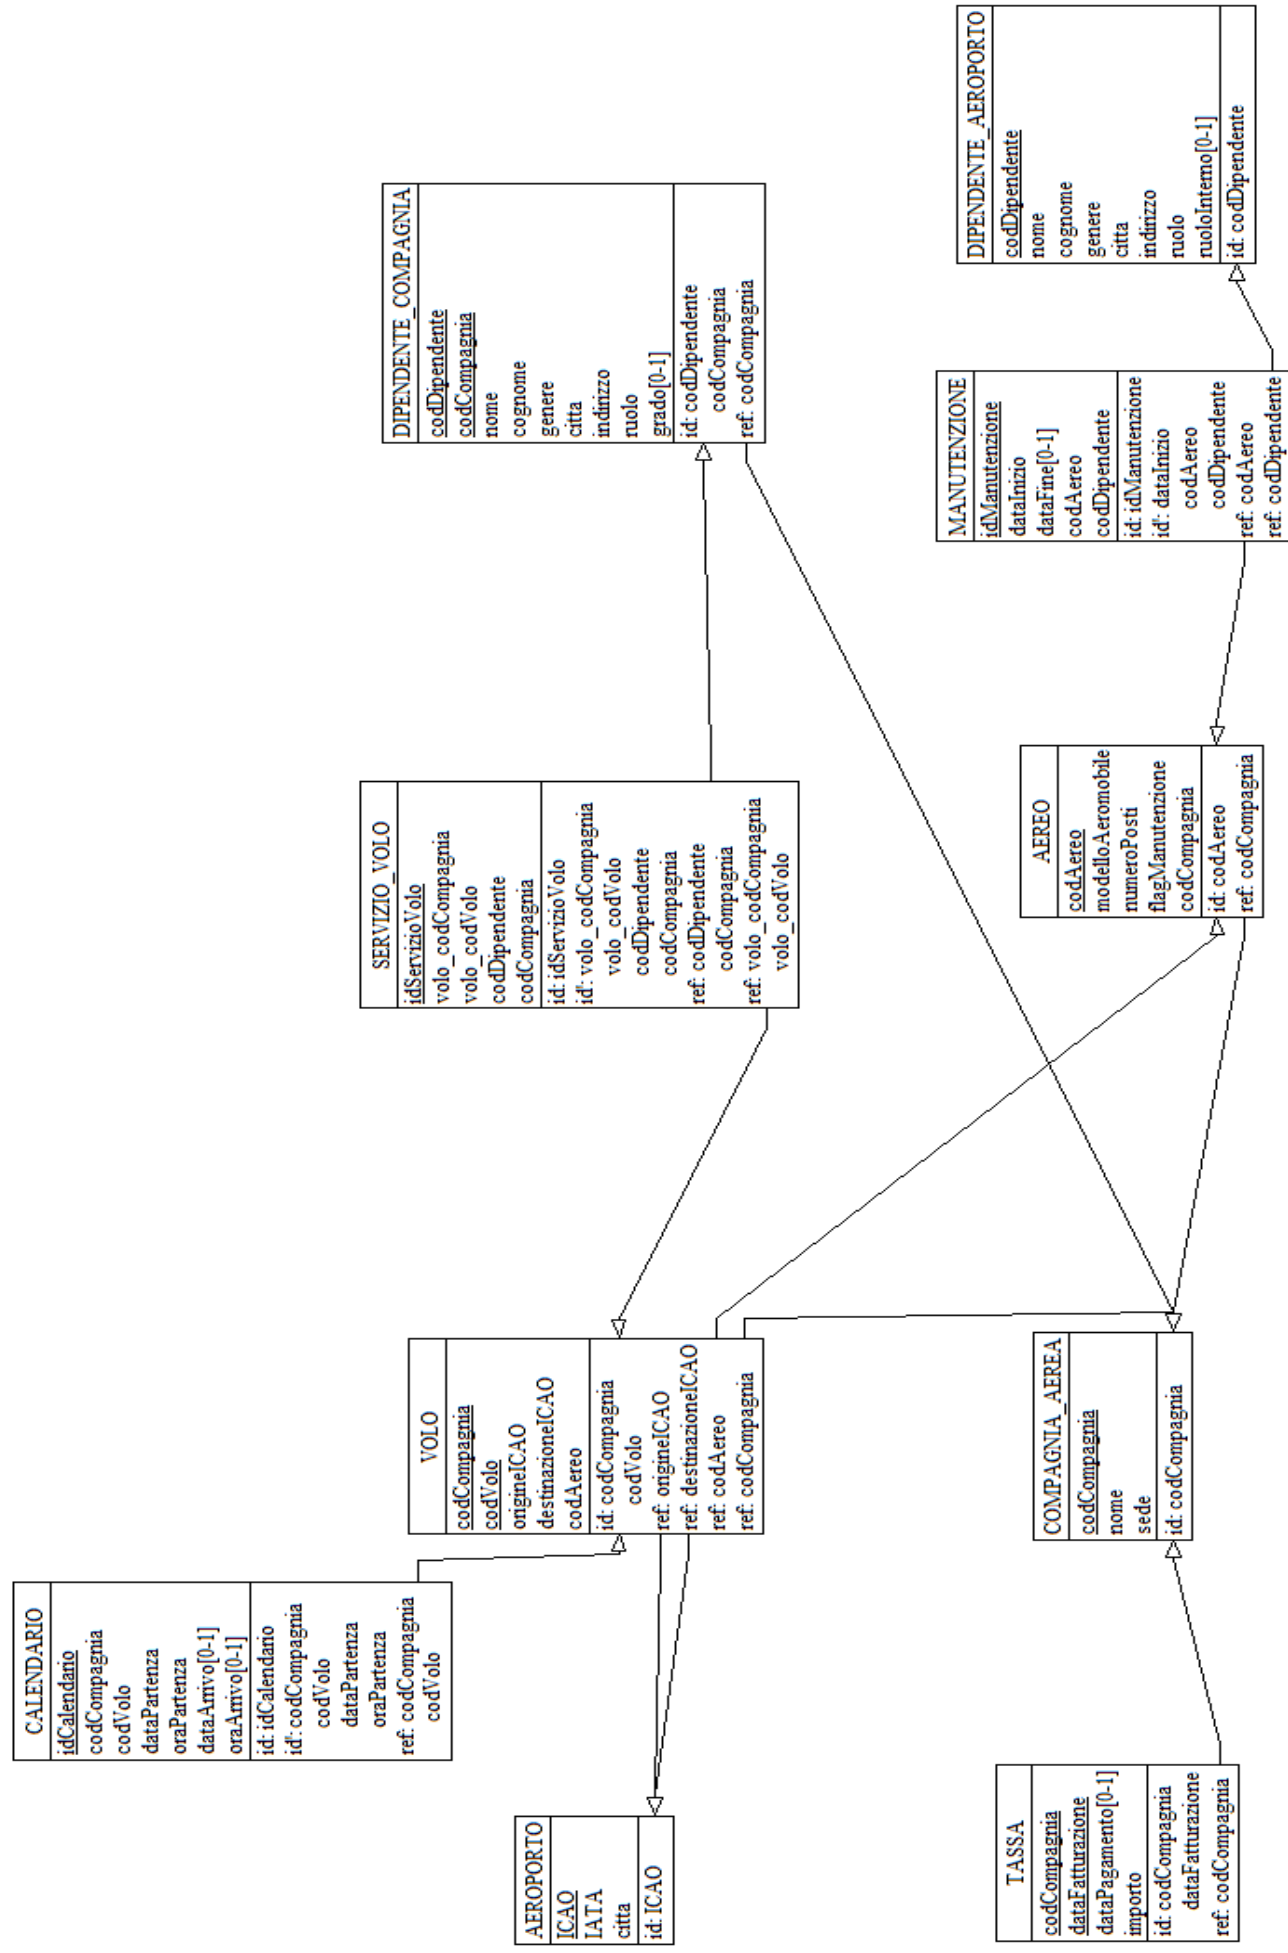 CALENDARIO
idCalendario
codCompagnia
codVolo
dataPartenza
oraPartenza
dataArrivo[0-1]
oraArrivo[0-1]
id: idCalendario
id': codCompagnia
codVolo
dataPartenza
oraPartenza
ref: codCompagnia
codVolo
AEROPORTO
ICAO
IATA
citta
id: ICAO
VOLO
codCompagnia
codVolo
origineICAO
destinazioneICAO
codAereo
id: codCompagnia
codVolo
ref: origineICAO
ref: destinazioneICAO
ref: codAereo
ref: codCompagnia
SERVIZIO_VOLO
idServizioVolo
volo_codCompagnia
volo_codVolo
codDipendente
codCompagnia
id: idServizioVolo
id': volo_codCompagnia
volo_codVolo
codDipendente
codCompagnia
ref: codDipendente
codCompagnia
ref: volo_codCompagnia
volo_codVolo
DIPENDENTE_COMPAGNIA
codDipendente
codCompagnia
nome
cognome
genere
citta
indirizzo
ruolo
grado[0-1]
id: codDipendente
codCompagnia
ref: codCompagnia
TASSA
codCompagnia
dataFatturazione
dataPagamento[0-1]
importo
id: codCompagnia
dataFatturazione
ref: codCompagnia
COMPAGNIA_AEREA
codCompagnia
nome
sede
id: codCompagnia
AEREO
codAereo
modelloAeromobile
numeroPosti
flagManutenzione
codCompagnia
id: codAereo
ref: codCompagnia
MANUTENZIONE
idManutenzione
dataInizio
dataFine[0-1]
codAereo
codDipendente
id: idManutenzione
id': dataInizio
codAereo
codDipendente
ref: codAereo
ref: codDipendente
DIPENDENTE_AEROPORTO
codDipendente
nome
cognome
genere
citta
indirizzo
ruolo
ruoloInterno[0-1]
id: codDipendente